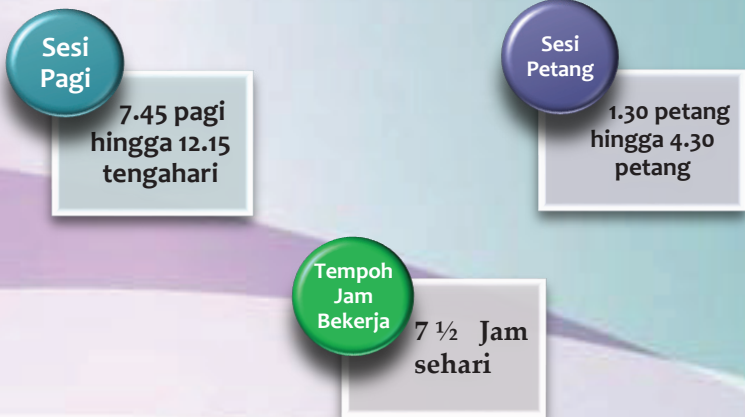 Sesi
Pagi
7.45 pagi
hingga 12.15
tengahari
Sesi
Petang
1.30 petang
hingga 4.30
petang
Tempoh
Jam
Bekerja
7 ½ Jam
sehari